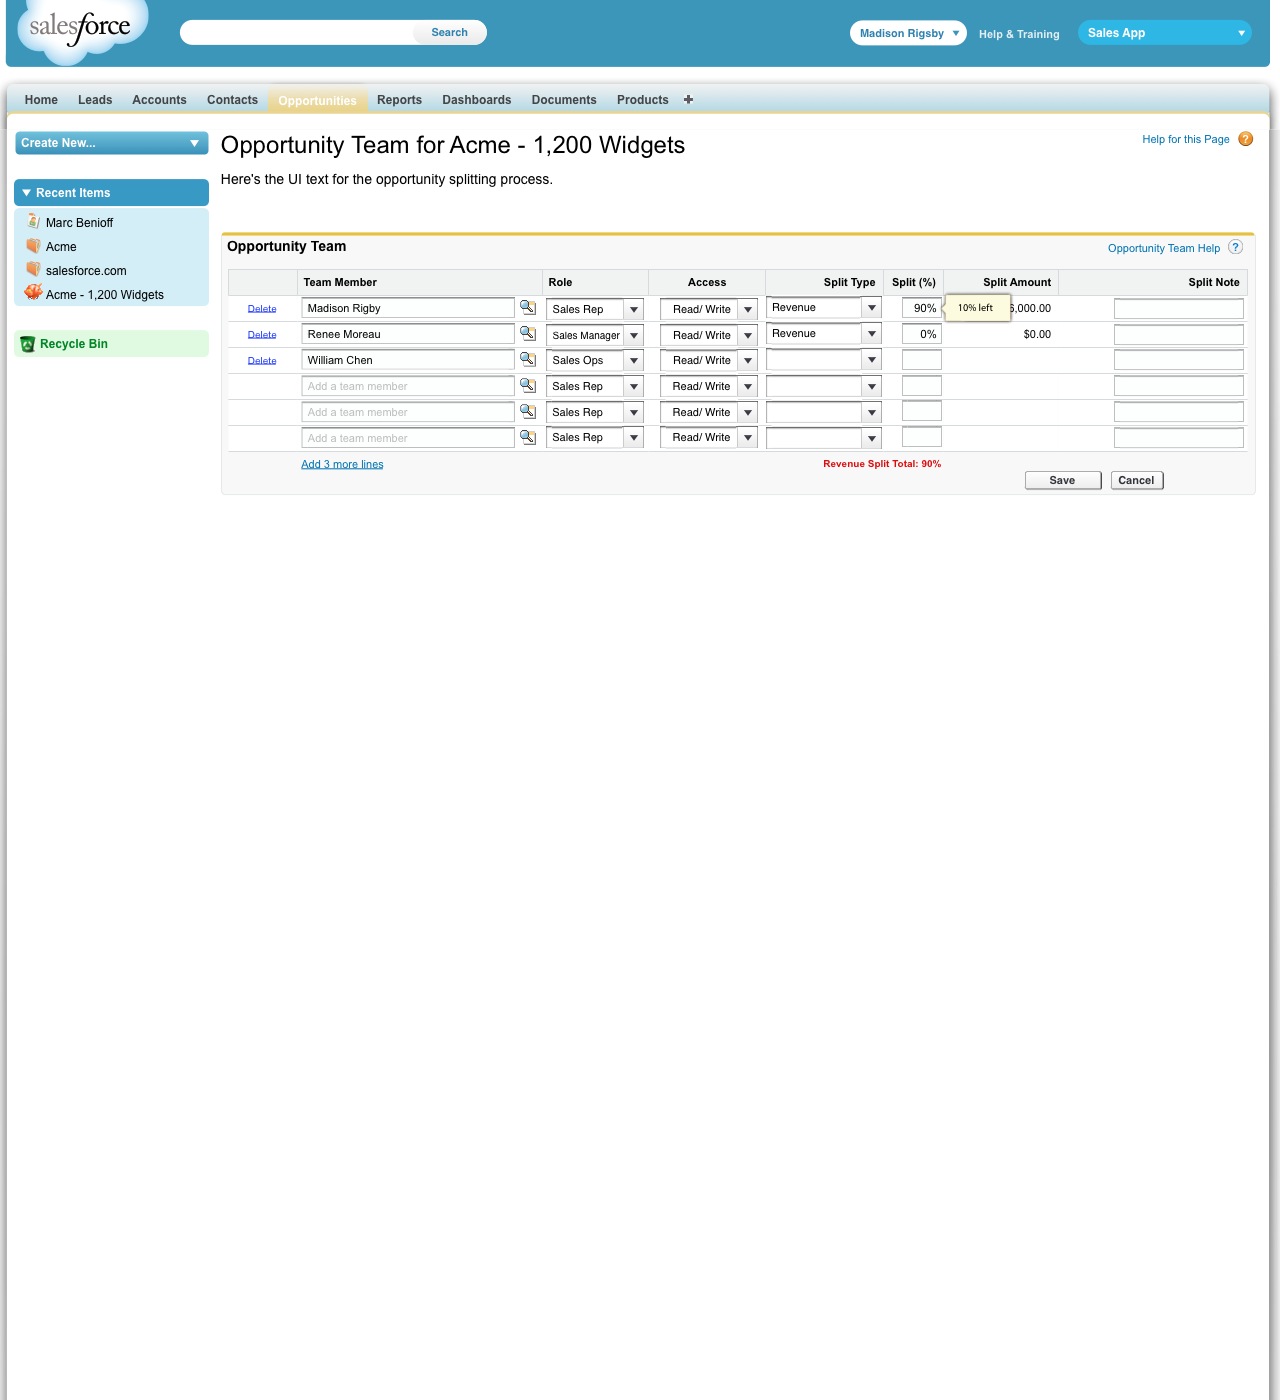 salesforce
Search
Madison Rigsby
Help & Training
Sales App
Home Leads Accounts Contacts Opportunities Reports Dashboards Documents Products
Create New...
Opportunity Team for Acme - 1,200 Widgets
Help for this Page ?
Here's the UI text for the opportunity splitting process.
Recent Items
Marc Benioff
Acme
salesforce.com
Acme - 1,200 Widgets
Recycle Bin
Opportunity Team
Opportunity Team Help ?
Team Member Role Access Split Type Split (%) Split Amount Split Note
Delete Madison Rigby Sales Rep Read/ Write Revenue 90% 10% left 6,000.00
Delete Renee Moreau Sales Manager Read/ Write Revenue 0% $0.00
Delete William Chen Sales Ops Read/ Write
Add a team member Sales Rep Read/ Write
Add a team member Sales Rep Read/ Write
Add a team member Sales Rep Read/ Write
Add 3 more lines
Revenue Split Total: 90%
Save Cancel